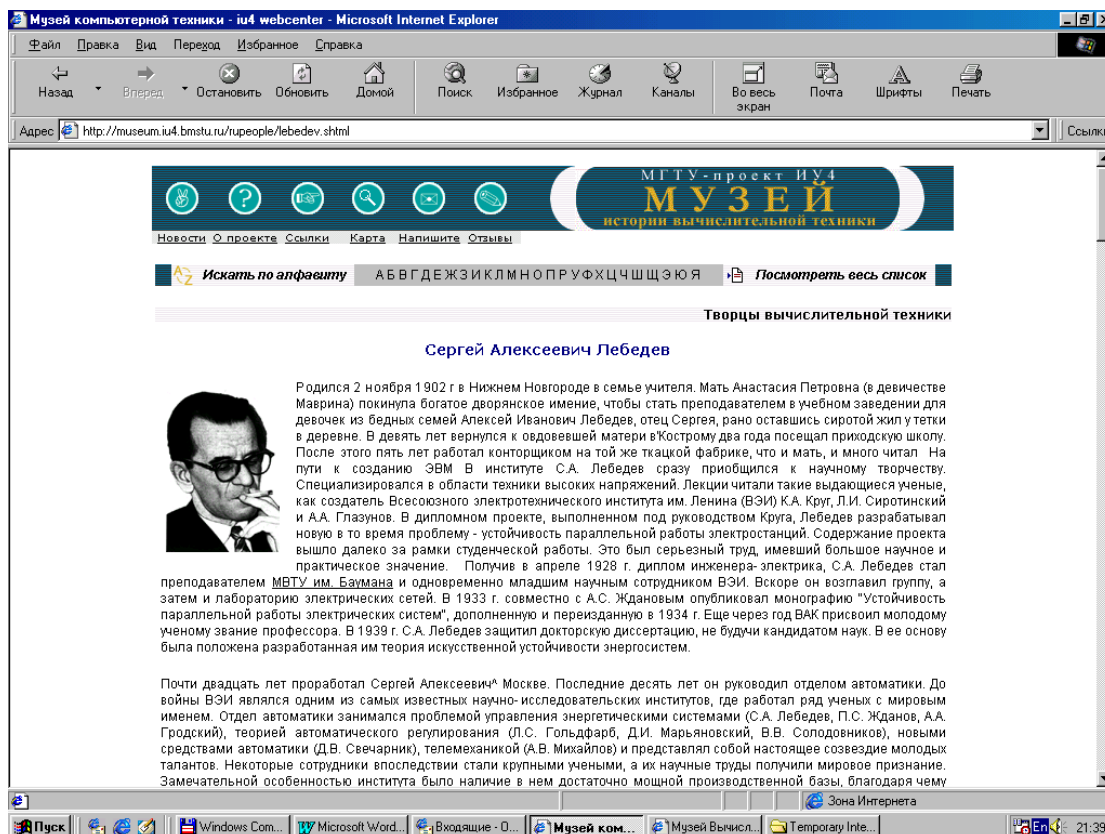 Музей компьютерной техники - iu4 webcenter - Microsoft Internet Explorer
Файл Правка Вид Переход Избранное Справка
Назад Вперед Остановить Обновить Домой Поиск Избранное Журнал Каналы Во весь экран Почта Шрифты Печать
Адрес http://museum.iu4.bmstu.ru/rupeople/lebedev.shtml Ссылки
МГТУ-проект ИУ4
МУЗЕЙ
истории вычислительной техники
Новости О проекте Ссылки Карта Напишите Отзывы
Искать по алфавиту А Б В Г Д Е Ж З И К Л М Н О П Р У Ф Х Ц Ч Ш Щ Э Ю Я Посмотреть весь список
Творцы вычислительной техники
Сергей Алексеевич Лебедев
Родился 2 ноября 1902 г в Нижнем Новгороде в семье учителя. Мать Анастасия Петровна (в девичестве
Маврина) покинула богатое дворянское имение, чтобы стать преподавателем в учебном заведении для
девочек из бедных семей Алексей Иванович Лебедев, отец Сергея, рано оставшись сиротой жил у тетки
в деревне. В девять лет вернулся к овдовевшей матери в'Кострому два года посещал приходскую школу.
После этого пять лет работал конторщиком на той же ткацкой фабрике, что и мать, и много читал На
пути к созданию ЭВМ В институте С.А. Лебедев сразу приобщился к научному творчеству.
Специализировался в области техники высоких напряжений. Лекции читали такие выдающиеся ученые,
как создатель Всесоюзного электротехнического института им. Ленина (ВЭИ) К.А. Круг, Л.И. Сиротинский
и А.А. Глазунов. В дипломном проекте, выполненном под руководством Круга, Лебедев разрабатывал
новую в то время проблему - устойчивость параллельной работы электростанций. Содержание проекта
вышло далеко за рамки студенческой работы. Это был серьезный труд, имевший большое научное и
практическое значение. Получив в апреле 1928 г. диплом инженера- электрика, С.А. Лебедев стал
преподавателем МВТУ им. Баумана и одновременно младшим научным сотрудником ВЭИ. Вскоре он возглавил группу, а
затем и лабораторию электрических сетей. В 1933 г. совместно с А.С. Ждановым опубликовал монографию "Устойчивость
параллельной работы электрических систем", дополненную и переизданную в 1934 г. Еще через год ВАК присвоил молодому
ученому звание профессора. В 1939 г. С.А. Лебедев защитил докторскую диссертацию, не будучи кандидатом наук. В ее основу
была положена разработанная им теория искусственной устойчивости энергосистем.
Почти двадцать лет проработал Сергей Алексеевич^ Москве. Последние десять лет он руководил отделом автоматики. До
войны ВЭИ являлся одним из самых известных научно- исследовательских институтов, где работал ряд ученых с мировым
именем. Отдел автоматики занимался проблемой управления энергетическими системами (С.А. Лебедев, П.С. Жданов, А.А.
Гродский), теорией автоматического регулирования (Л.С. Гольдфарб, Д.И. Марьяновский, В.В. Солодовников), новыми
средствами автоматики (Д.В. Свечарник), телемеханикой (А.В. Михайлов) и представлял собой настоящее созвездие молодых
талантов. Некоторые сотрудники впоследствии стали крупными учеными, а их научные труды получили мировое признание.
Замечательной особенностью института было наличие в нем достаточно мощной производственной базы, благодаря чему
Зона Интернета
Пуск Windows Com... Microsoft Word... Входящие - O... Музей ком... Музей Вычисл... Temporary Inte... En 21:39